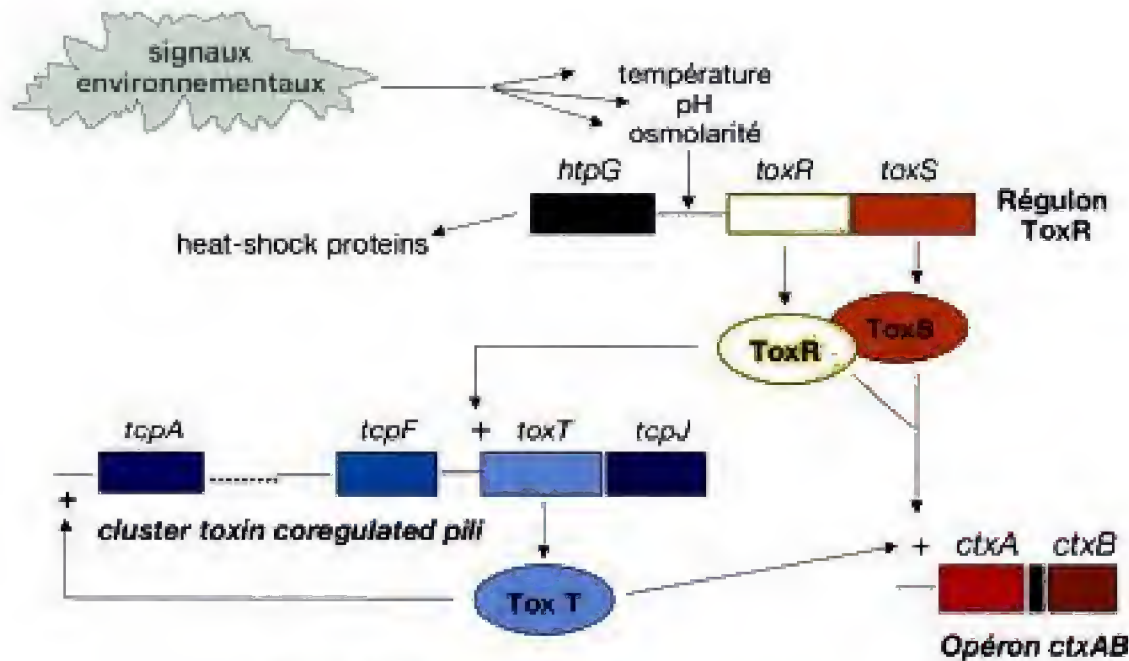 signaux
environnementaux
température
pH
osmolarité
htpG
toxR
toxS
Régulon
ToxR
heat-shock proteins
ToxR
ToxS
tcpA
tcpF
+
toxT
tcpJ
+
cluster toxin coregulated pili
Tox T
+
ctxA
ctxB
Opéron ctxAB